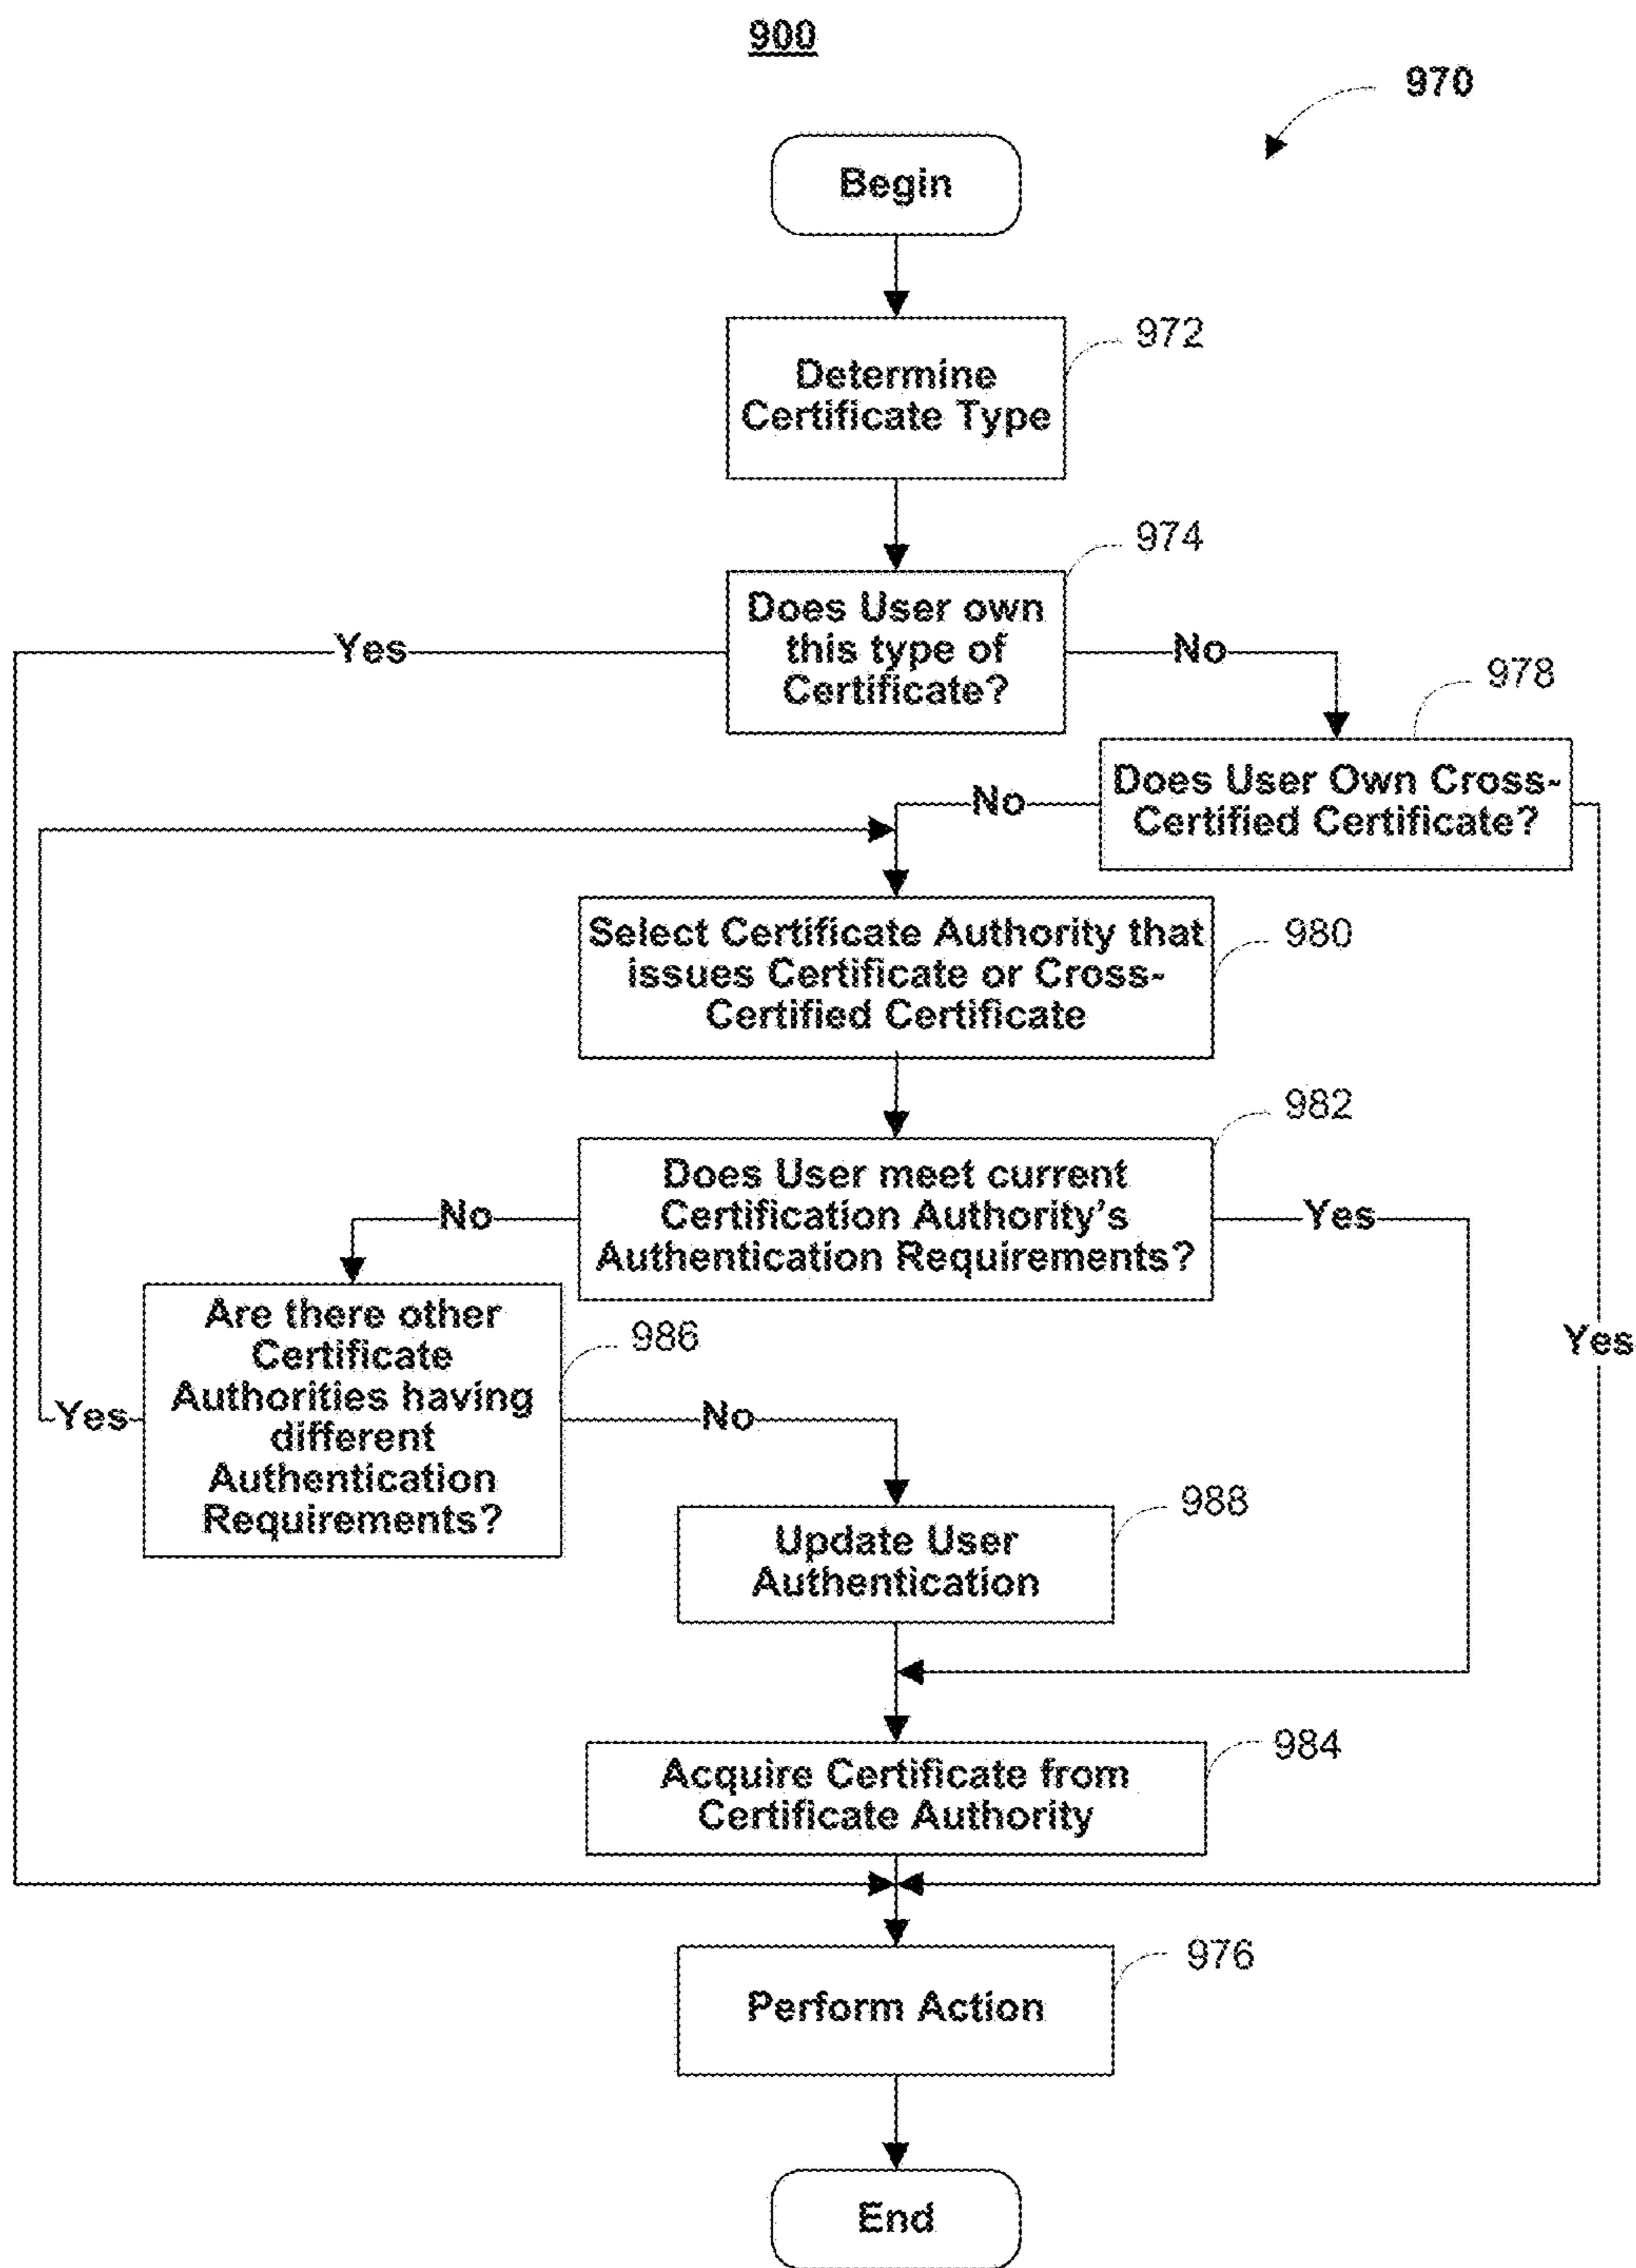 900
970
Begin
972
Determine
Certificate Type
974
Does User own
this type of
Certificate?
Yes
No
978
Does User Own Cross-
Certified Certificate?
No
Select Certificate Authority that
issues Certificate or Cross-
Certified Certificate
980
982
Does User meet current
Certification Authority's
Authentication Requirements?
No
Yes
Are there other
Certificate
Authorities having
different
Authentication
Requirements?
986
Yes
Yes
No
988
Update User
Authentication
984
Acquire Certificate from
Certificate Authority
976
Perform Action
End